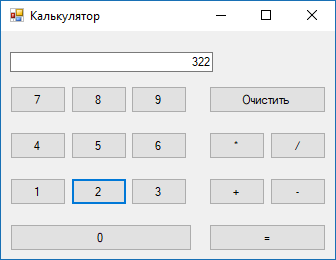 Калькулятор
322
7 8 9 Очистить
4 5 6 * /
1 2 3 + -
0 =